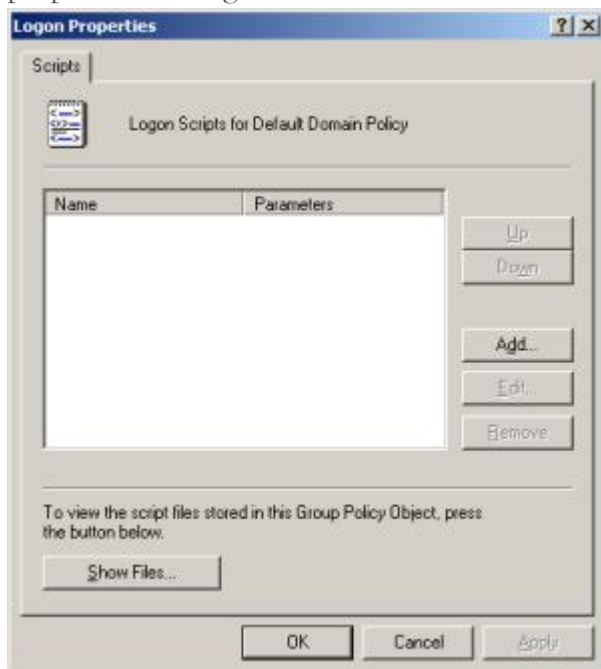 Logon Properties
Scripts
Logon Scripts for Default Domain Policy
Name Parameters
Up
Down
Add...
Edit...
Remove
To view the script files stored in this Group Policy Object, press
the button below.
Show Files...
OK Cancel Apply